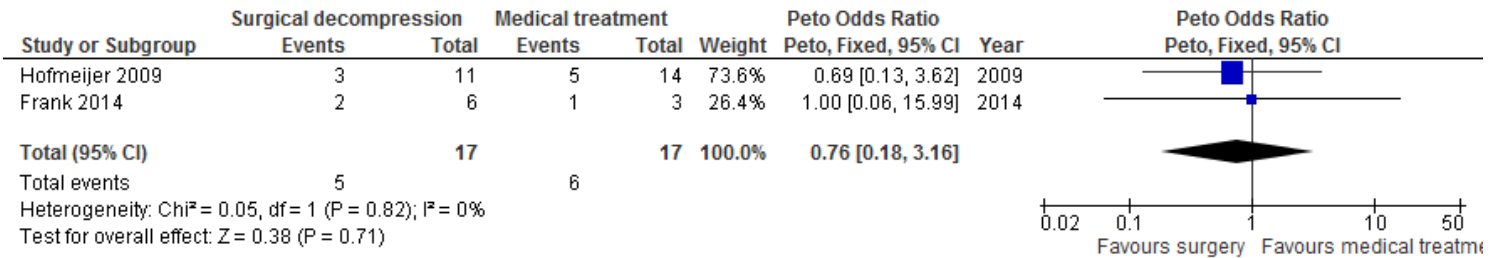 Surgical decompression Medical treatment Peto Odds Ratio Peto Odds Ratio
Study or Subgroup Events Total Events Total Weight Peto, Fixed, 95% CI Year Peto, Fixed, 95% CI
Hofmeijer 2009 3 11 5 14 73.6% 0.69 [0.13, 3.62] 2009
Frank 2014 2 6 1 3 26.4% 1.00 [0.06, 15.99] 2014
Total (95% CI) 17 17 100.0% 0.76 [0.18, 3.16]
Total events 5 6
Heterogeneity: Chi² = 0.05, df = 1 (P = 0.82); I² = 0%
Test for overall effect: Z = 0.38 (P = 0.71)
0.02 0.1 1 10 50
Favours surgery Favours medical treatme